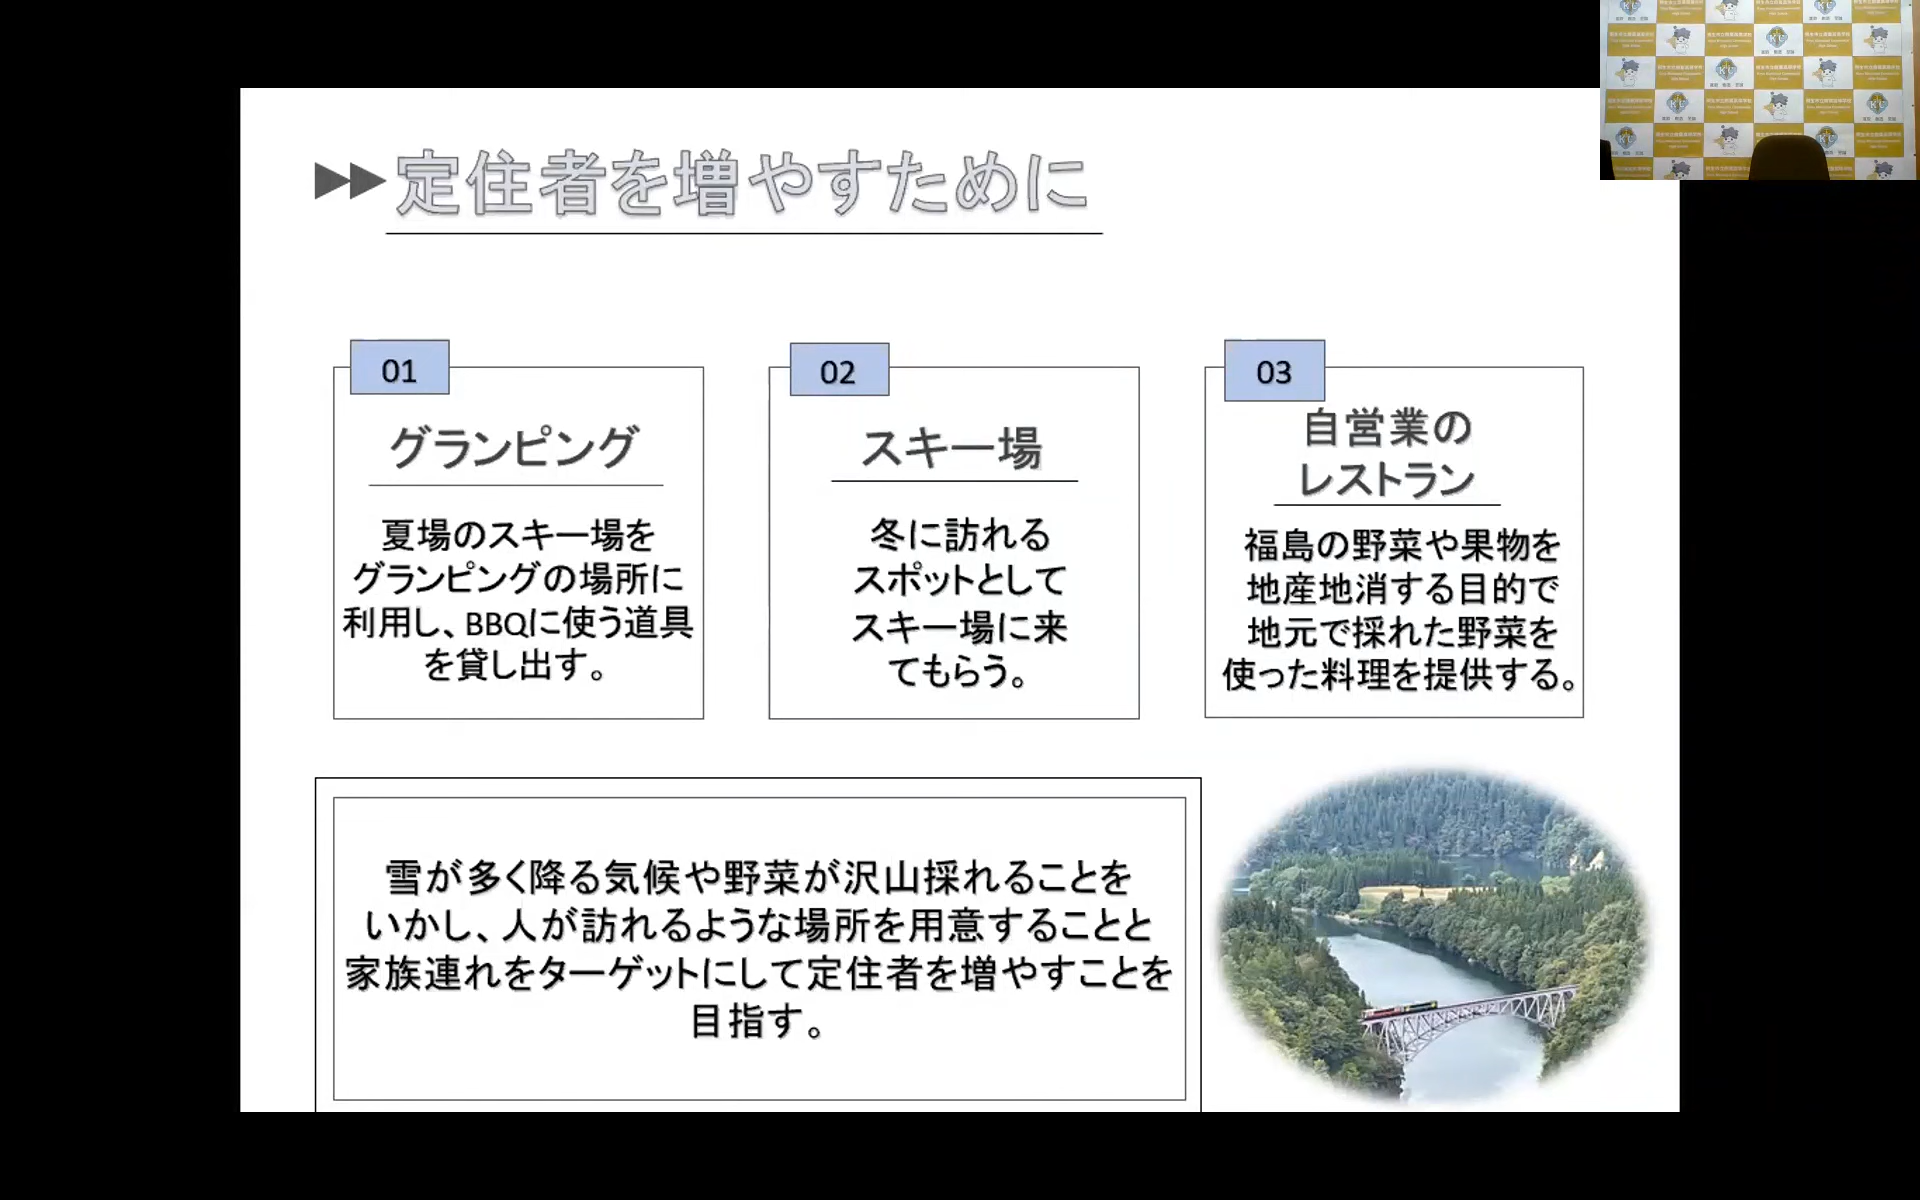 定住者を増やすために
01
グランピング
夏場のスキー場を
グランピングの場所に
利用し、BBQに使う道具
を貸し出す。
02
スキー場
冬に訪れる
スポットとして
スキー場に来
てもらう。
03
自営業の
レストラン
福島の野菜や果物を
地産地消する目的で
地元で採れた野菜を
使った料理を提供する。
雪が多く降る気候や野菜が沢山採れることを
いかし、人が訪れるような場所を用意することと
家族連れをターゲットにして定住者を増やすことを
目指す。